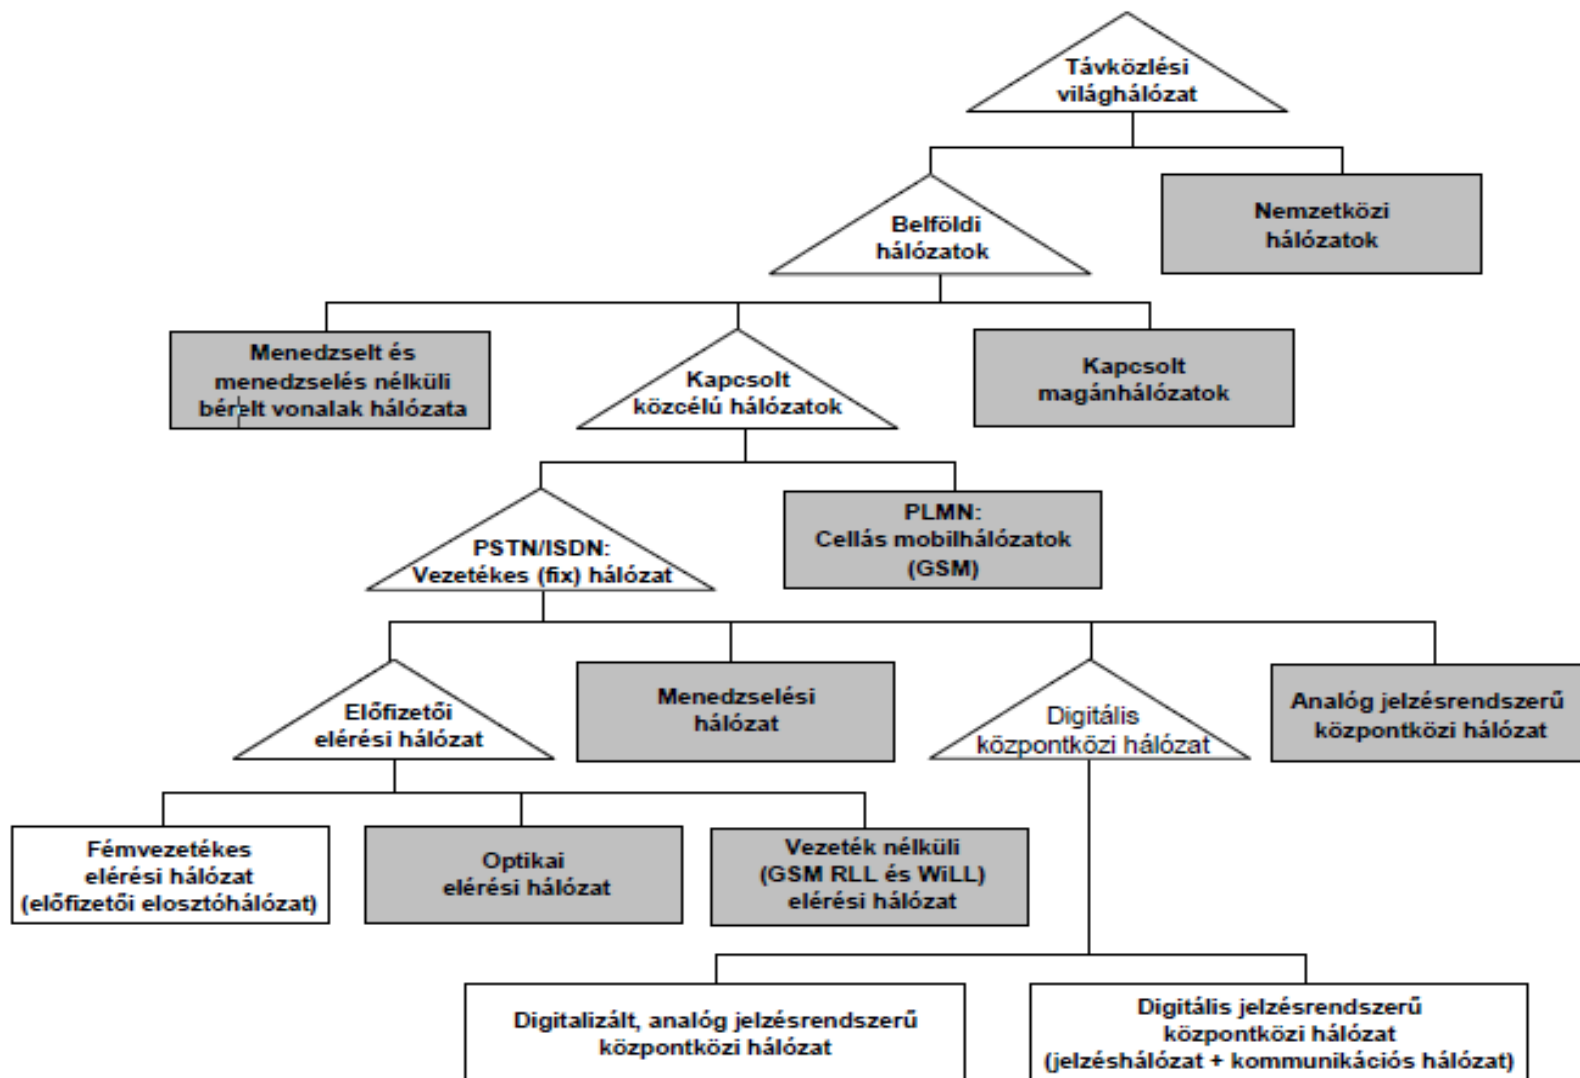 Távközlési
világhálózat
Belföldi
hálózatok
Nemzetközi
hálózatok
Menedzselt és
menedzselés nélküli
bérelt vonalak hálózata
Kapcsolt
közcélú hálózatok
Kapcsolt
magánhálózatok
PSTN/ISDN:
Vezetékes (fix) hálózat
PLMN:
Cellás mobilhálózatok
(GSM)
Előfizetői
elérési hálózat
Menedzselési
hálózat
Digitális
központközi hálózat
Analóg jelzésrendszerű
központközi hálózat
Fémvezetékes
elérési hálózat
(előfizetői elosztóhálózat)
Optikai
elérési hálózat
Vezeték nélküli
(GSM RLL és WiLL)
elérési hálózat
Digitalizált, analóg jelzésrendszerű
központközi hálózat
Digitális jelzésrendszerű
központközi hálózat
(jelzéshálózat + kommunikációs hálózat)